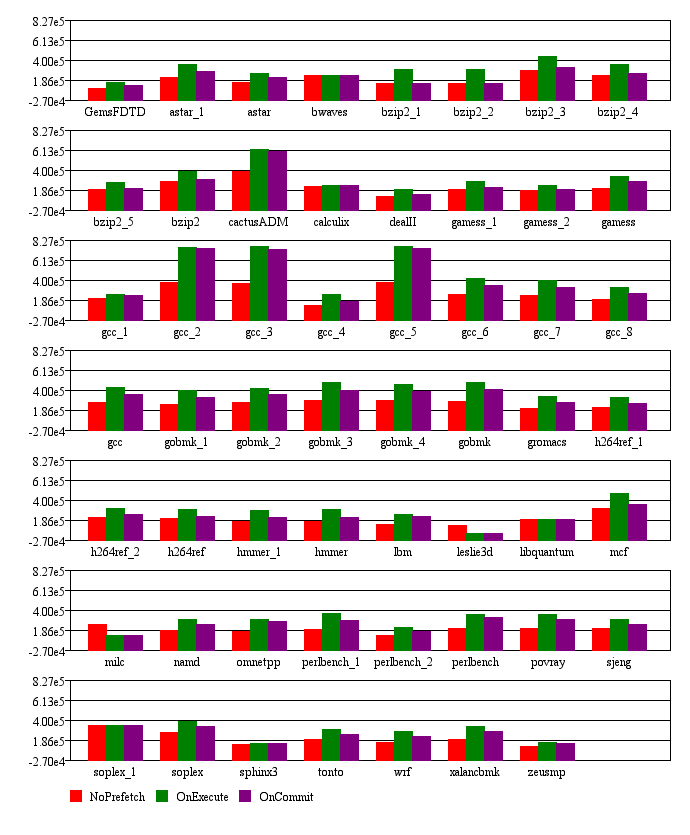 8.27e5
6.13e5
4.00e5
1.86e5
-2.70e4
GemsFDTD astar_1 astar bwaves bzip2_1 bzip2_2 bzip2_3 bzip2_4
8.27e5
6.13e5
4.00e5
1.86e5
-2.70e4
bzip2_5 bzip2 cactusADM calculix dealII gamess_1 gamess_2 gamess
8.27e5
6.13e5
4.00e5
1.86e5
-2.70e4
gcc_1 gcc_2 gcc_3 gcc_4 gcc_5 gcc_6 gcc_7 gcc_8
8.27e5
6.13e5
4.00e5
1.86e5
-2.70e4
gcc gobmk_1 gobmk_2 gobmk_3 gobmk_4 gobmk gromacs h264ref_1
8.27e5
6.13e5
4.00e5
1.86e5
-2.70e4
h264ref_2 h264ref hmmer_1 hmmer lbm leslie3d libquantum mcf
8.27e5
6.13e5
4.00e5
1.86e5
-2.70e4
milc namd omnetpp perlbench_1 perlbench_2 perlbench povray sjeng
8.27e5
6.13e5
4.00e5
1.86e5
-2.70e4
soplex_1 soplex sphinx3 tonto wrf xalancbmk zeusmp
NoPrefetch OnExecute OnCommit